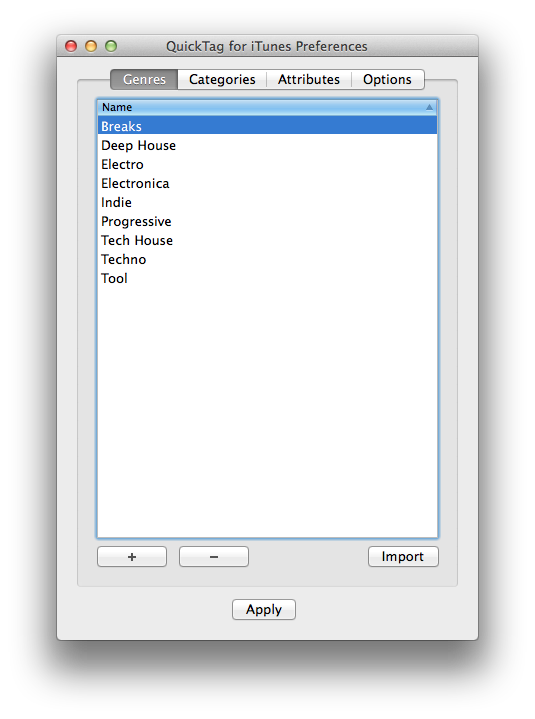 QuickTag for iTunes Preferences
Genres Categories Attributes Options
Name
Breaks
Deep House
Electro
Electronica
Indie
Progressive
Tech House
Techno
Tool
+ − Import
Apply